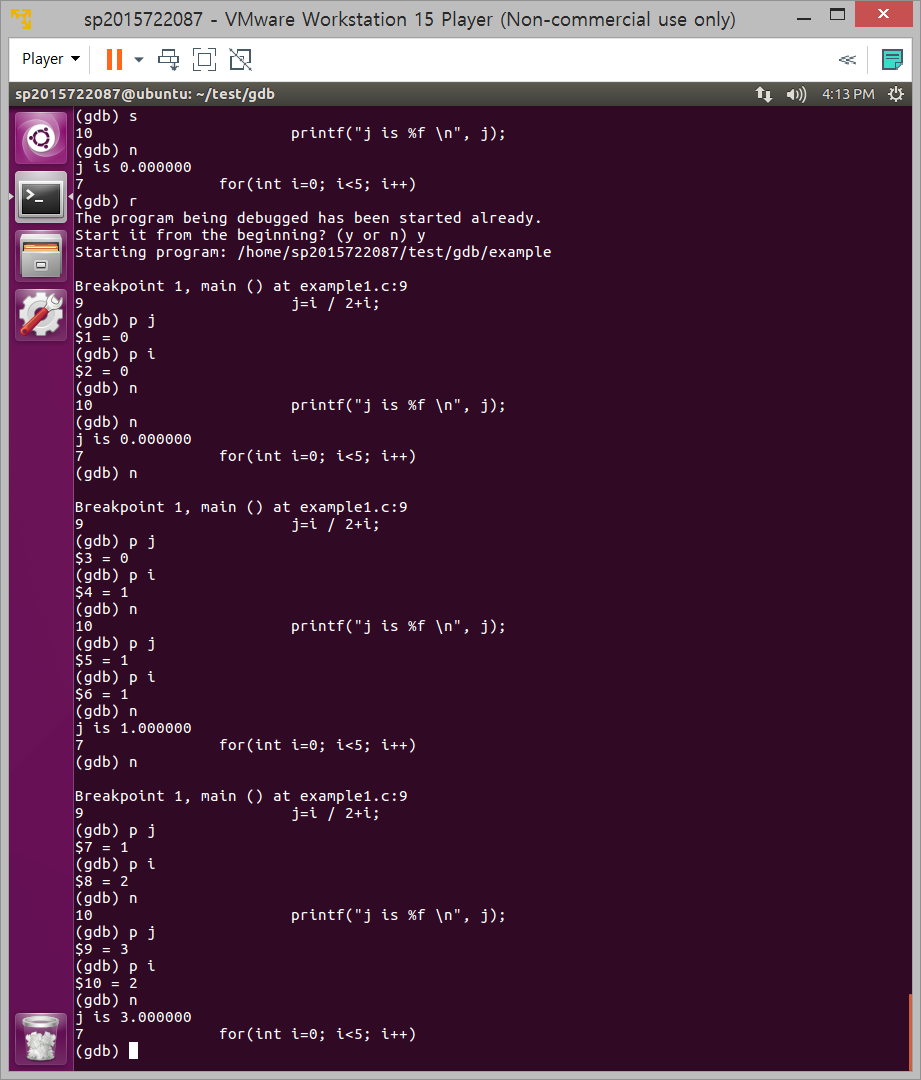 sp2015722087 - VMware Workstation 15 Player (Non-commercial use only)
Player
sp2015722087@ubuntu: ~/test/gdb 4:13 PM
(gdb) s
10                      printf("j is %f \n", j);
(gdb) n
j is 0.000000
7               for(int i=0; i<5; i++)
(gdb) r
The program being debugged has been started already.
Start it from the beginning? (y or n) y
Starting program: /home/sp2015722087/test/gdb/example

Breakpoint 1, main () at example1.c:9
9                       j=i / 2+i;
(gdb) p j
$1 = 0
(gdb) p i
$2 = 0
(gdb) n
10                      printf("j is %f \n", j);
(gdb) n
j is 0.000000
7               for(int i=0; i<5; i++)
(gdb) n

Breakpoint 1, main () at example1.c:9
9                       j=i / 2+i;
(gdb) p j
$3 = 0
(gdb) p i
$4 = 1
(gdb) n
10                      printf("j is %f \n", j);
(gdb) p j
$5 = 1
(gdb) p i
$6 = 1
(gdb) n
j is 1.000000
7               for(int i=0; i<5; i++)
(gdb) n

Breakpoint 1, main () at example1.c:9
9                       j=i / 2+i;
(gdb) p j
$7 = 1
(gdb) p i
$8 = 2
(gdb) n
10                      printf("j is %f \n", j);
(gdb) p j
$9 = 3
(gdb) p i
$10 = 2
(gdb) n
j is 3.000000
7               for(int i=0; i<5; i++)
(gdb)